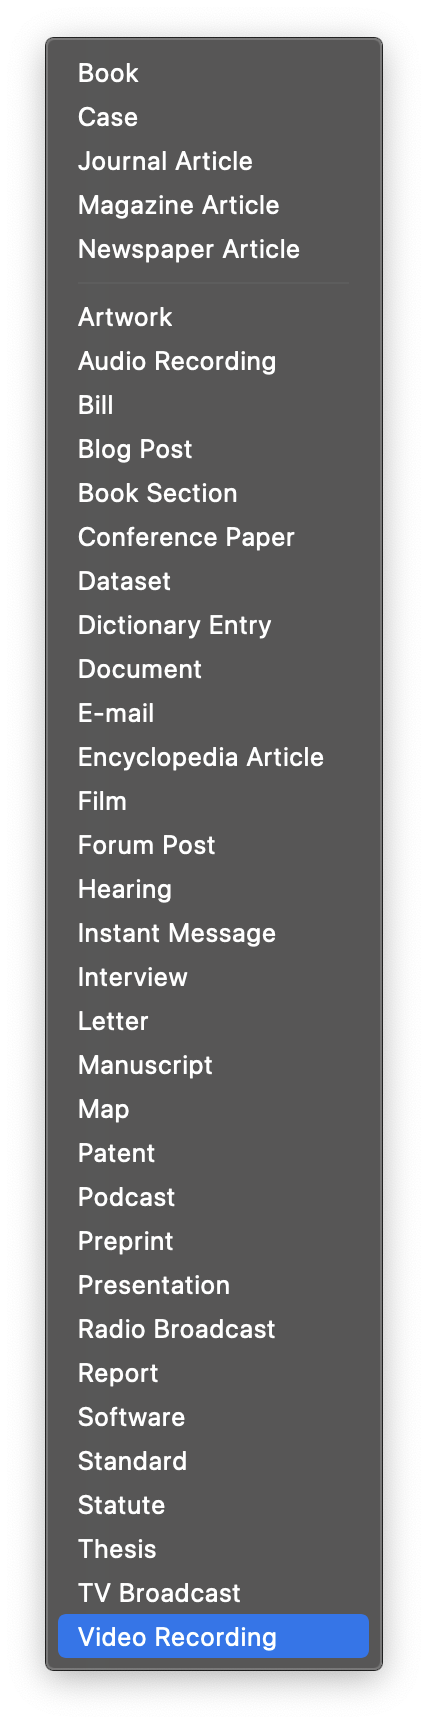 Book
Case
Journal Article
Magazine Article
Newspaper Article
Artwork
Audio Recording
Bill
Blog Post
Book Section
Conference Paper
Dataset
Dictionary Entry
Document
E-mail
Encyclopedia Article
Film
Forum Post
Hearing
Instant Message
Interview
Letter
Manuscript
Map
Patent
Podcast
Preprint
Presentation
Radio Broadcast
Report
Software
Standard
Statute
Thesis
TV Broadcast
Video Recording